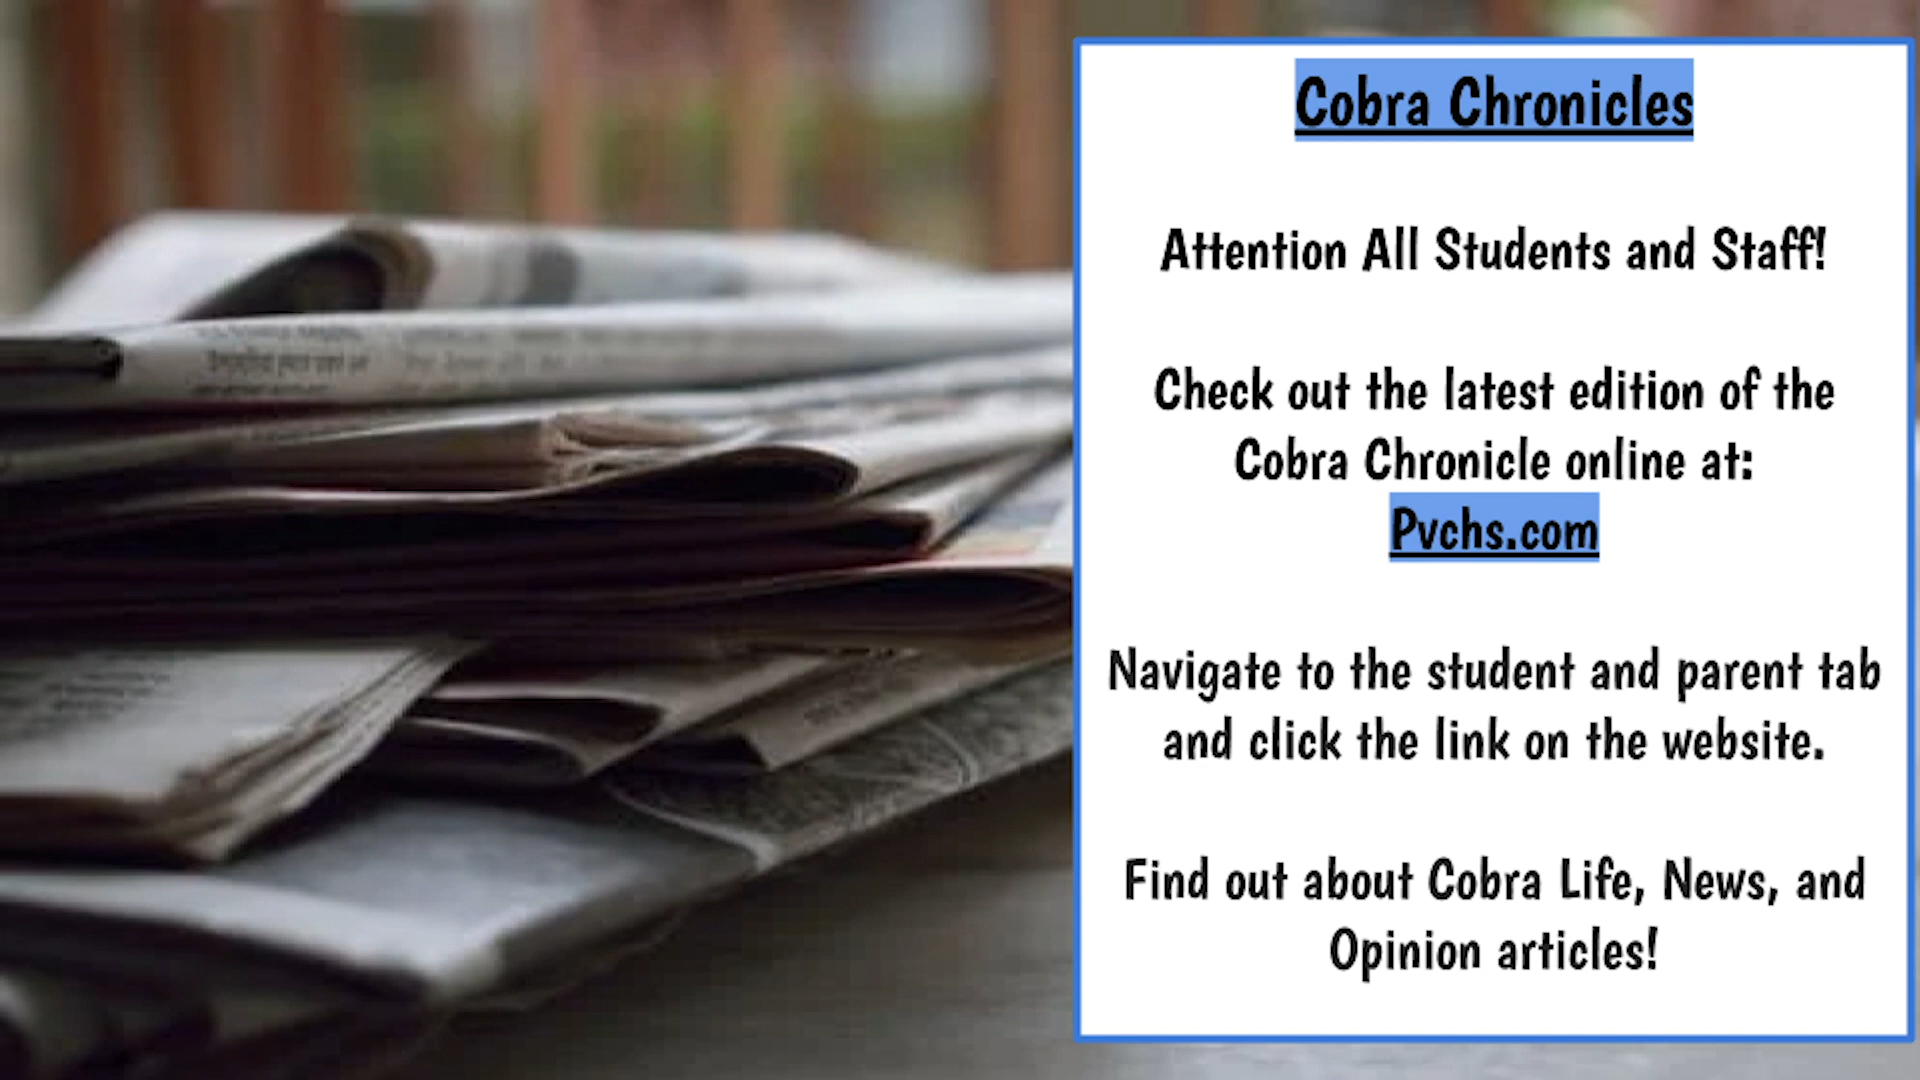 Cobra Chronicles
Attention All Students and Staff!
Check out the latest edition of the
Cobra Chronicle online at:
Pvchs.com
Navigate to the student and parent tab
and click the link on the website.
Find out about Cobra Life, News, and
Opinion articles!